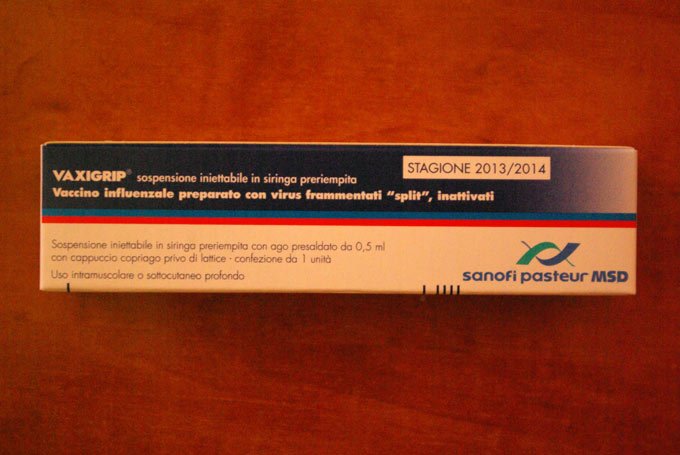 VAXIGRIP® sospensione iniettabile in siringa preriempita
STAGIONE 2013/2014
Vaccino influenzale preparato con virus frammentati “split”, inattivati
Sospensione iniettabile in siringa preriempita con ago presaldato da 0,5 ml
con cappuccio copriago privo di lattice · confezione da 1 unità
Uso intramuscolare o sottocutaneo profondo
sanofi pasteur MSD